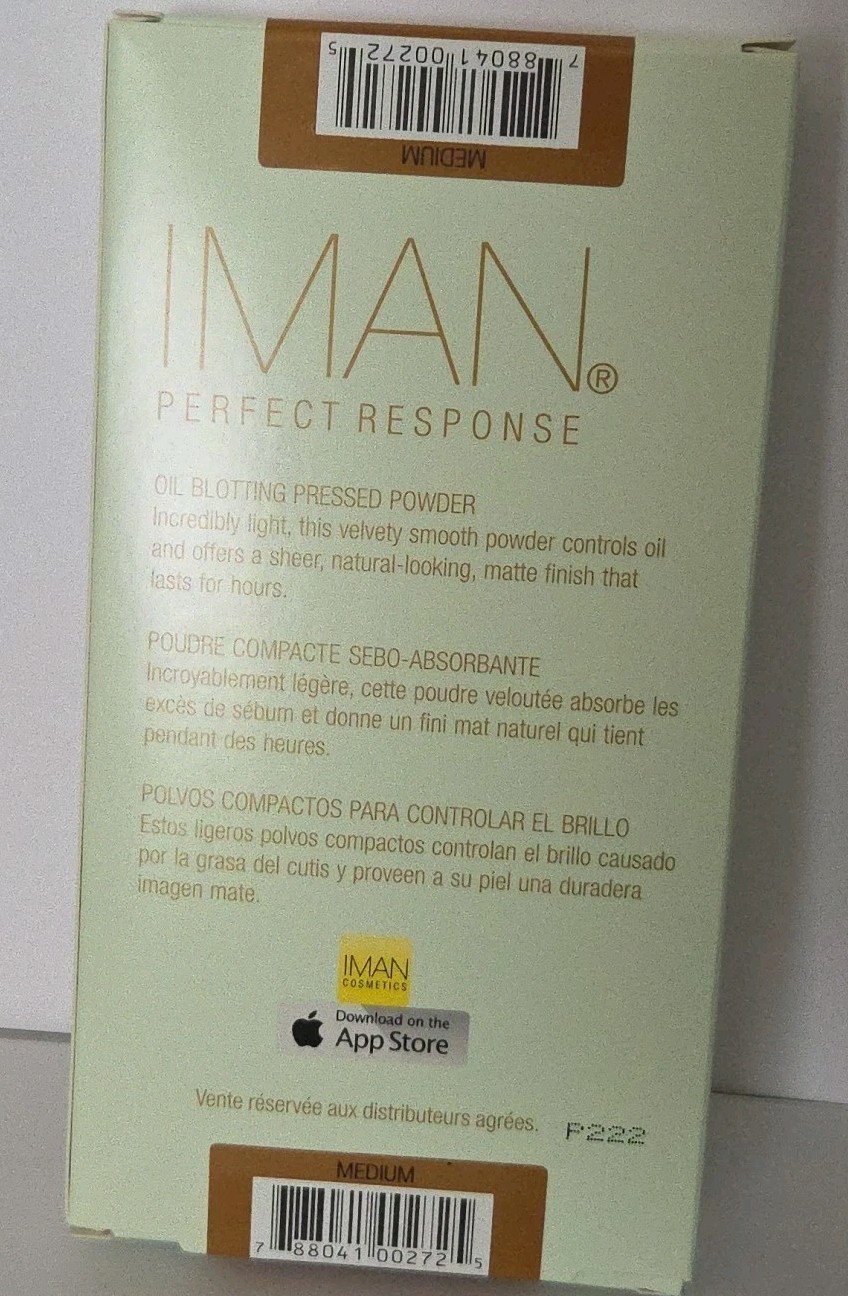 7 88041 00272 5
MEDIUM
IMAN®
PERFECT RESPONSE
OIL BLOTTING PRESSED POWDER
Incredibly light, this velvety smooth powder controls oil
and offers a sheer, natural-looking, matte finish that
lasts for hours.
POUDRE COMPACTE SEBO-ABSORBANTE
Incroyablement légère, cette poudre veloutée absorbe les
excès de sébum et donne un fini mat naturel qui tient
pendant des heures.
POLVOS COMPACTOS PARA CONTROLAR EL BRILLO
Estos ligeros polvos compactos controlan el brillo causado
por la grasa del cutis y proveen a su piel una duradera
imagen mate.
IMAN
COSMETICS
Download on the
App Store
Vente réservée aux distributeurs agrées. P222
MEDIUM
7 88041 00272 5